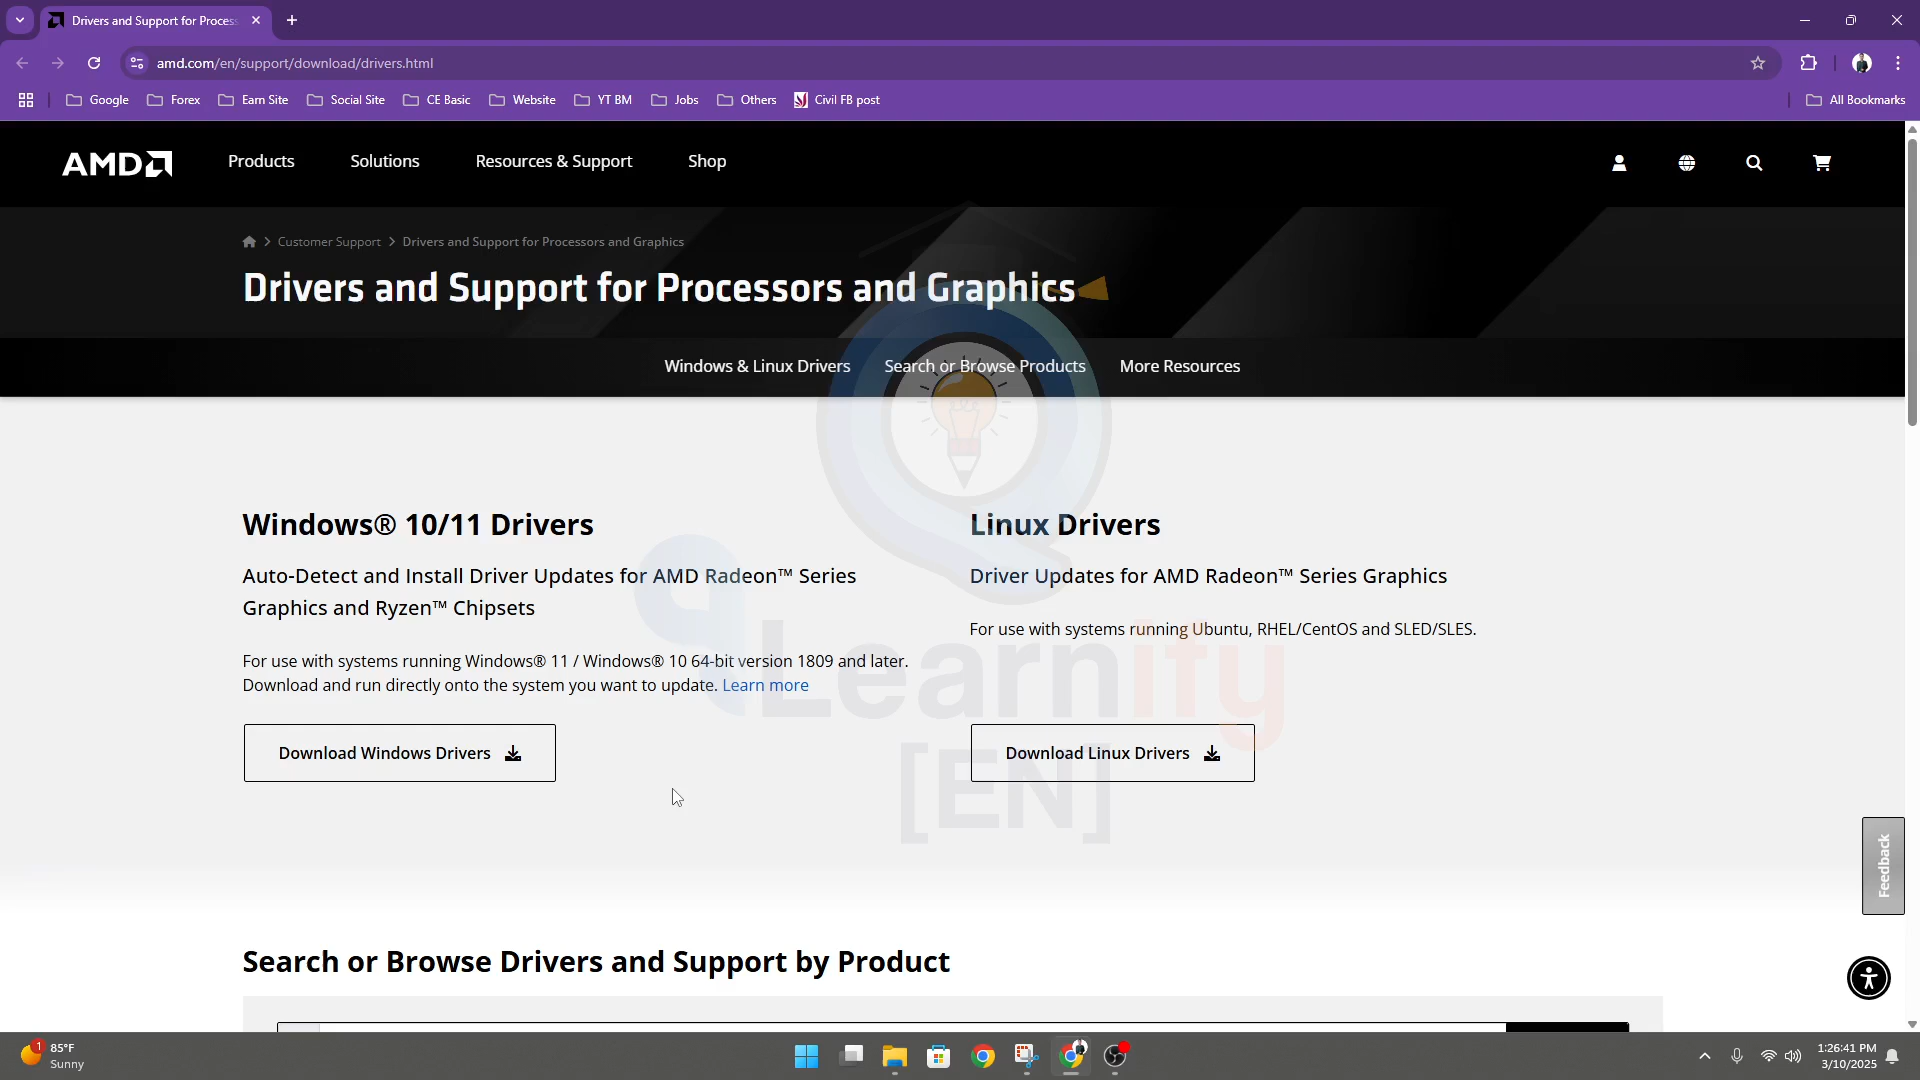 Drivers and Support for Process
amd.com/en/support/download/drivers.html
Google
Forex
Earn Site
Social Site
CE Basic
Website
YT BM
Jobs
Others
Civil FB post
All Bookmarks
AMD
Products
Solutions
Resources & Support
Shop
Customer Support
Drivers and Support for Processors and Graphics
Drivers and Support for Processors and Graphics
Windows & Linux Drivers
Search or Browse Products
More Resources
Windows® 10/11 Drivers
Auto-Detect and Install Driver Updates for AMD Radeon™ Series
Graphics and Ryzen™ Chipsets
For use with systems running Windows® 11 / Windows® 10 64-bit version 1809 and later.
Download and run directly onto the system you want to update. Learn more
Download Windows Drivers
Linux Drivers
Driver Updates for AMD Radeon™ Series Graphics
For use with systems running Ubuntu, RHEL/CentOS and SLED/SLES.
Download Linux Drivers
Learnify
[EN]
Feedback
Search or Browse Drivers and Support by Product
1
85°F
Sunny
1:26:41 PM
3/10/2025